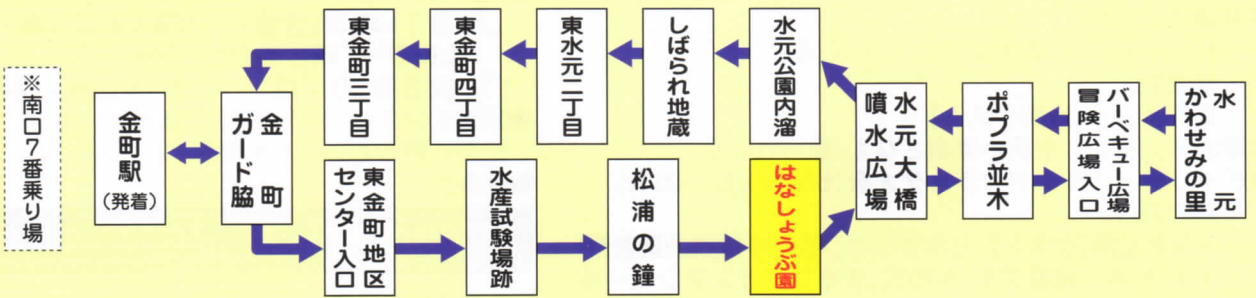 ※南口7番乗り場
金町駅
(発着)
金町
ガード脇
東金町三丁目
東金町四丁目
東水元二丁目
しばられ地蔵
水元公園内溜
東金町地区
センター入口
水産試験場跡
松浦の鐘
はなしょうぶ園
水元大橋
噴水広場
ポプラ並木
バーベキュー広場
冒険広場入口
水元
かわせみの里